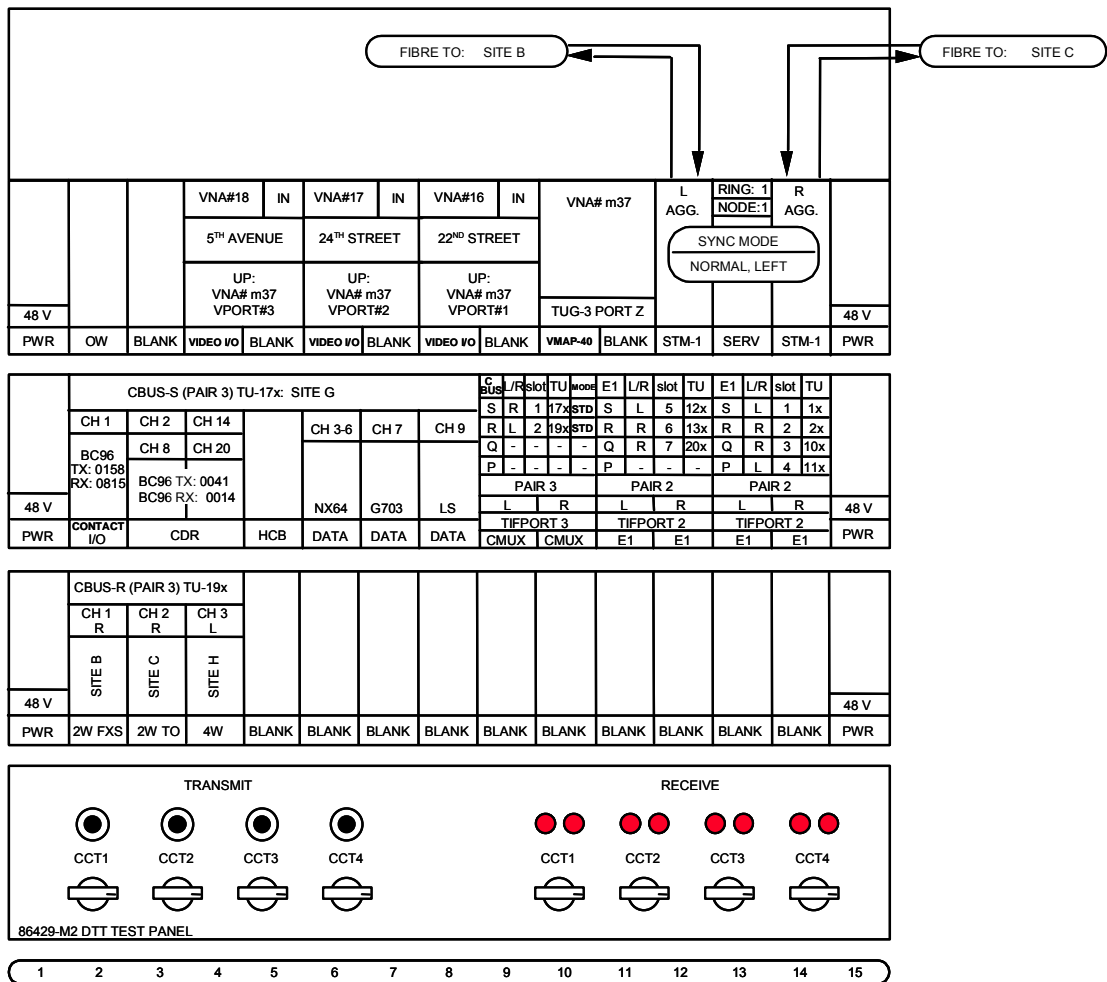 FIBRE TO: SITE B
FIBRE TO: SITE C
VNA#18 IN VNA#17 IN VNA#16 IN VNA# m37 L AGG. RING: 1 NODE:1 R AGG.
5TH AVENUE 24TH STREET 22ND STREET
SYNC MODE
NORMAL, LEFT
UP: UP: UP:
VNA# m37 VNA# m37 VNA# m37
VPORT#3 VPORT#2 VPORT#1
48 V TUG-3 PORT Z 48 V
PWR OW BLANK VIDEO I/O BLANK VIDEO I/O BLANK VIDEO I/O BLANK VMAP-40 BLANK STM-1 SERV STM-1 PWR
CBUS-S (PAIR 3) TU-17x: SITE G
CH 1 CH 2 CH 14 CH 3-6 CH 7 CH 9
CH 8 CH 20
BC96
TX: 0158
RX: 0815
BC96 TX: 0041
BC96 RX: 0014
NX64 G703 LS
C BUS L/R slot TU MODE E1 L/R slot TU E1 L/R slot TU
S R 1 17x STD S L 5 12x S L 1 1x
R L 2 19x STD R R 6 13x R R 2 2x
Q - - - - Q R 7 20x Q R 3 10x
P - - - - P - - - P L 4 11x
PAIR 3 PAIR 2 PAIR 2
48 V L R L R L R 48 V
TIFPORT 3 TIFPORT 2 TIFPORT 2
PWR CONTACT I/O CDR HCB DATA DATA DATA CMUX CMUX E1 E1 E1 E1 PWR
CBUS-R (PAIR 3) TU-19x
CH 1 CH 2 CH 3
R R L
SITE B SITE C SITE H
48 V 48 V
PWR 2W FXS 2W TO 4W BLANK BLANK BLANK BLANK BLANK BLANK BLANK BLANK BLANK BLANK PWR
TRANSMIT RECEIVE
CCT1 CCT2 CCT3 CCT4 CCT1 CCT2 CCT3 CCT4
86429-M2 DTT TEST PANEL
1 2 3 4 5 6 7 8 9 10 11 12 13 14 15